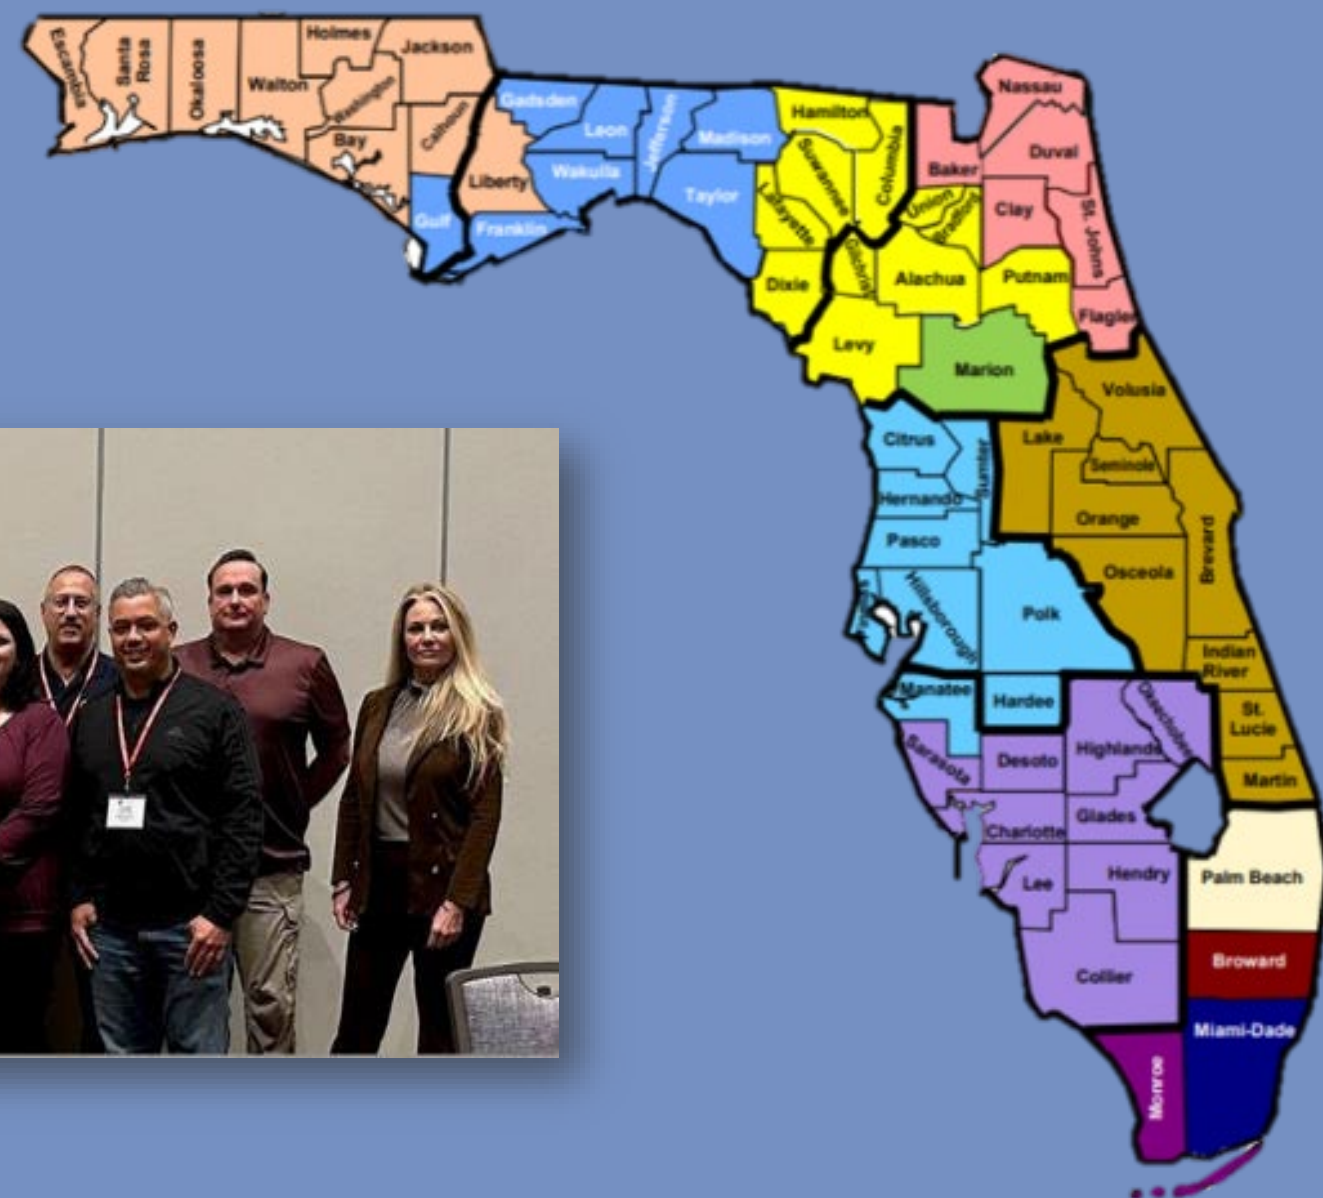 Escambia
Santa
Rosa
Okaloosa
Walton
Holmes
Jackson
Washington
Bay
Calhoun
Gulf
Liberty
Gadsden
Leon
Jefferson
Madison
Wakulla
Franklin
Taylor
Hamilton
Suwannee
Columbia
Lafayette
Dixie
Gilchrist
Levy
Alachua
Union
Bradford
Putnam
Marion
Nassau
Baker
Duval
Clay
St. Johns
Flagler
Volusia
Lake
Seminole
Orange
Brevard
Osceola
Indian
River
St.
Lucie
Martin
Citrus
Sumter
Hernando
Pasco
Hillsborough
Polk
Manatee
Hardee
Sarasota
Desoto
Highlands
Okeechobee
Charlotte
Glades
Lee
Hendry
Collier
Palm Beach
Broward
Miami-Dade
Monroe